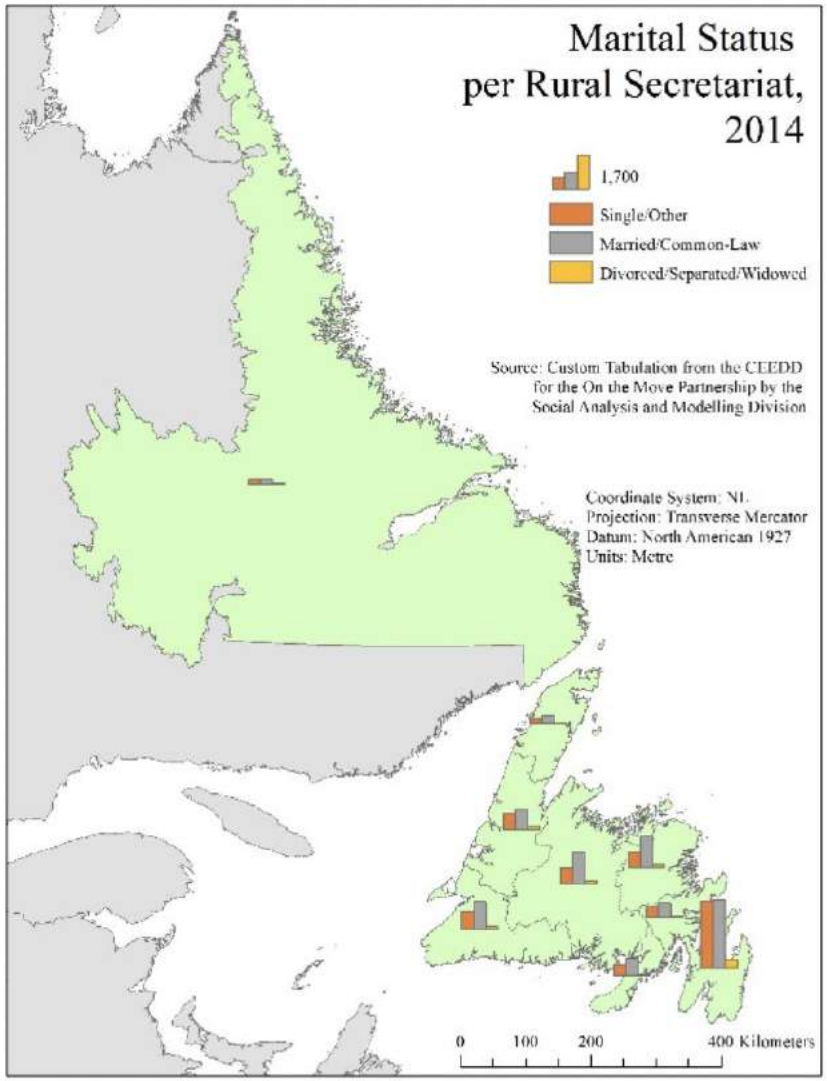 Marital Status
per Rural Secretariat,
2014
1,700
Single/Other
Married/Common-Law
Divorced/Separated/Widowed
Source: Custom Tabulation from the CEEDD
for the On the Move Partnership by the
Social Analysis and Modelling Division
Coordinate System: NL
Projection: Transverse Mercator
Datum: North American 1927
Units: Metre
0 100 200 400 Kilometers